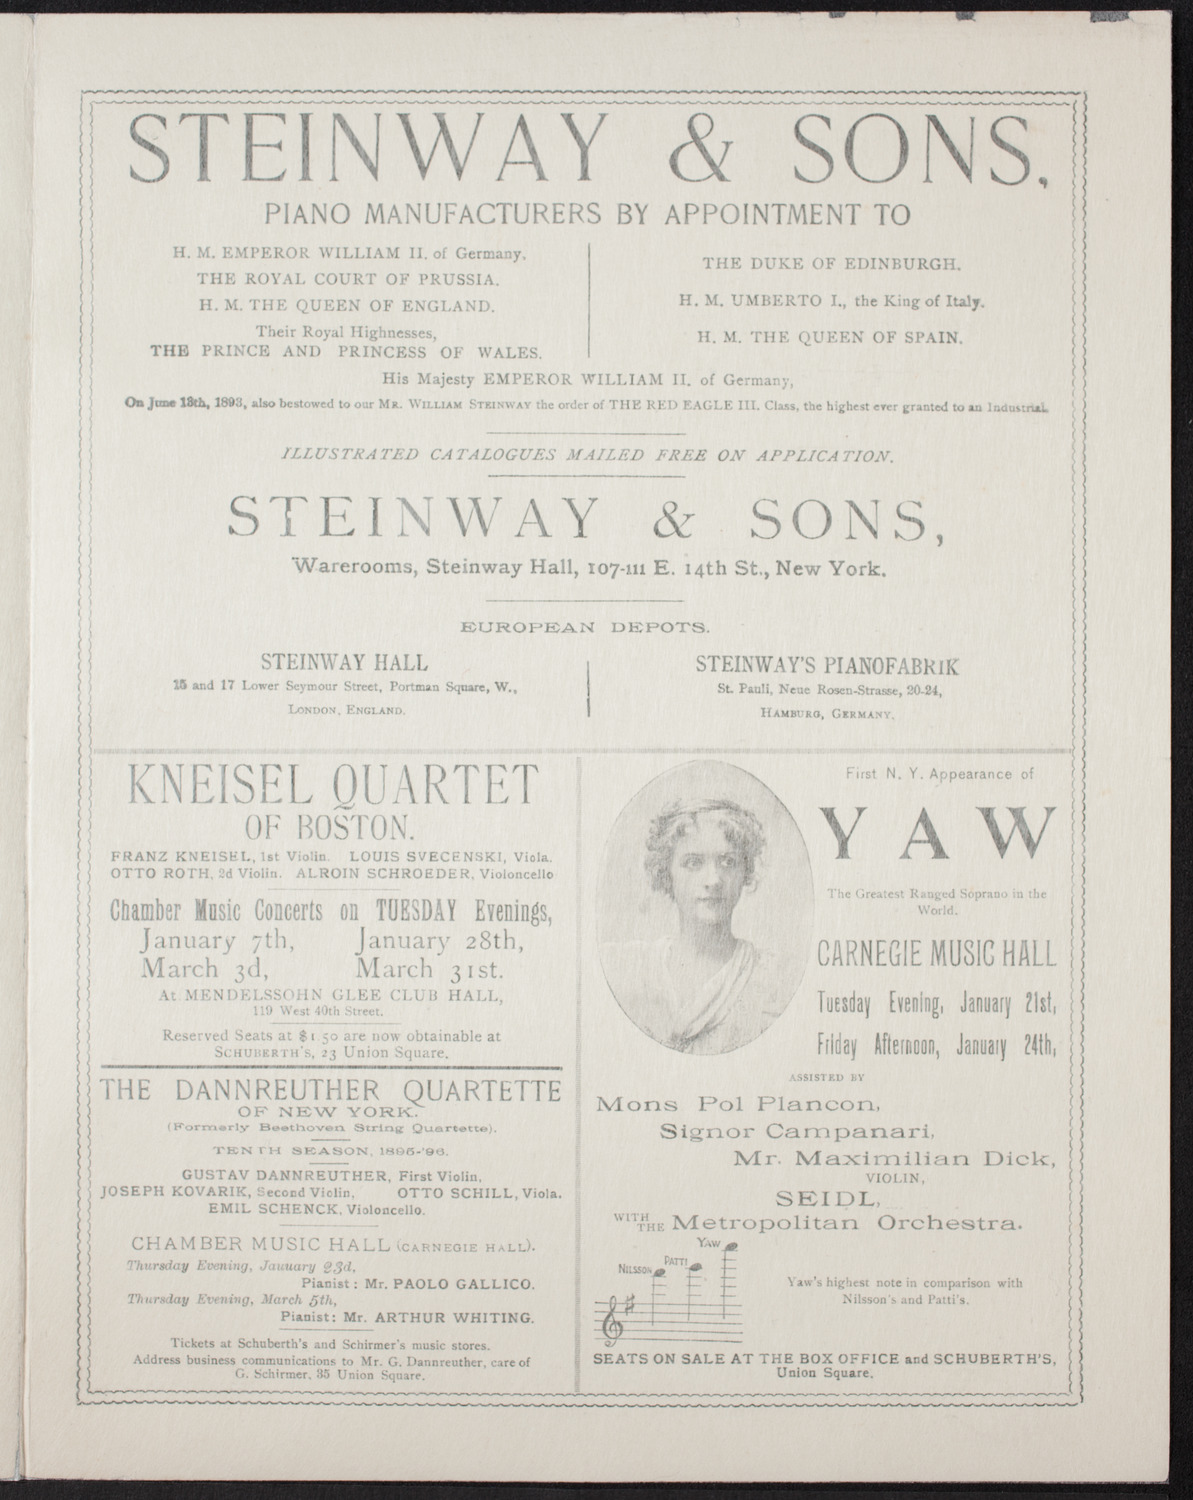 STEINWAY & SONS,
PIANO MANUFACTURERS BY APPOINTMENT TO
H. M. EMPEROR WILLIAM II. of Germany.
THE ROYAL COURT OF PRUSSIA.
H. M. THE QUEEN OF ENGLAND.
Their Royal Highnesses,
THE PRINCE AND PRINCESS OF WALES.
THE DUKE OF EDINBURGH.
H. M. UMBERTO I., the King of Italy.
H. M. THE QUEEN OF SPAIN.
His Majesty EMPEROR WILLIAM II. of Germany,
On June 13th, 1893, also bestowed to our MR. WILLIAM STEINWAY the order of THE RED EAGLE III. Class, the highest ever granted to an Industrial.
ILLUSTRATED CATALOGUES MAILED FREE ON APPLICATION.
STEINWAY & SONS,
Warerooms, Steinway Hall, 107-111 E. 14th St., New York.
EUROPEAN DEPOTS.
STEINWAY HALL
15 and 17 Lower Seymour Street, Portman Square, W.,
LONDON, ENGLAND.
STEINWAY'S PIANOFABRIK
St. Pauli, Neue Rosen-Strasse, 20-24,
HAMBURG, GERMANY.
KNEISEL QUARTET
OF BOSTON.
FRANZ KNEISEL, 1st Violin. LOUIS SVECENSKI, Viola.
OTTO ROTH, 2d Violin. ALROIN SCHROEDER, Violoncello
Chamber Music Concerts on TUESDAY Evenings,
January 7th, January 28th,
March 3d, March 31st.
At MENDELSSOHN GLEE CLUB HALL,
119 West 40th Street.
Reserved Seats at $1.50 are now obtainable at
SCHUBERTH's, 23 Union Square.
THE DANNREUTHER QUARTETTE
OF NEW YORK.
(Formerly Beethoven String Quartette).
TENTH SEASON, 1895-'96.
GUSTAV DANNREUTHER, First Violin,
JOSEPH KOVARIK, Second Violin, OTTO SCHILL, Viola.
EMIL SCHENCK, Violoncello.
CHAMBER MUSIC HALL (CARNEGIE HALL).
Thursday Evening, January 23d,
Pianist: Mr. PAOLO GALLICO.
Thursday Evening, March 5th,
Pianist: Mr. ARTHUR WHITING.
Tickets at Schuberth's and Schirmer's music stores.
Address business communications to Mr. G. Dannreuther, care of
G. Schirmer, 35 Union Square.
First N. Y. Appearance of
YAW
The Greatest Ranged Soprano in the
World.
CARNEGIE MUSIC HALL
Tuesday Evening, January 21st,
Friday Afternoon, January 24th,
ASSISTED BY
Mons Pol Plancon,
Signor Campanari,
Mr. Maximilian Dick,
VIOLIN,
SEIDL,
WITH THE Metropolitan Orchestra.
YAW
PATTI
NILSSON
Yaw's highest note in comparison with
Nilsson's and Patti's.
SEATS ON SALE AT THE BOX OFFICE and SCHUBERTH'S,
Union Square.